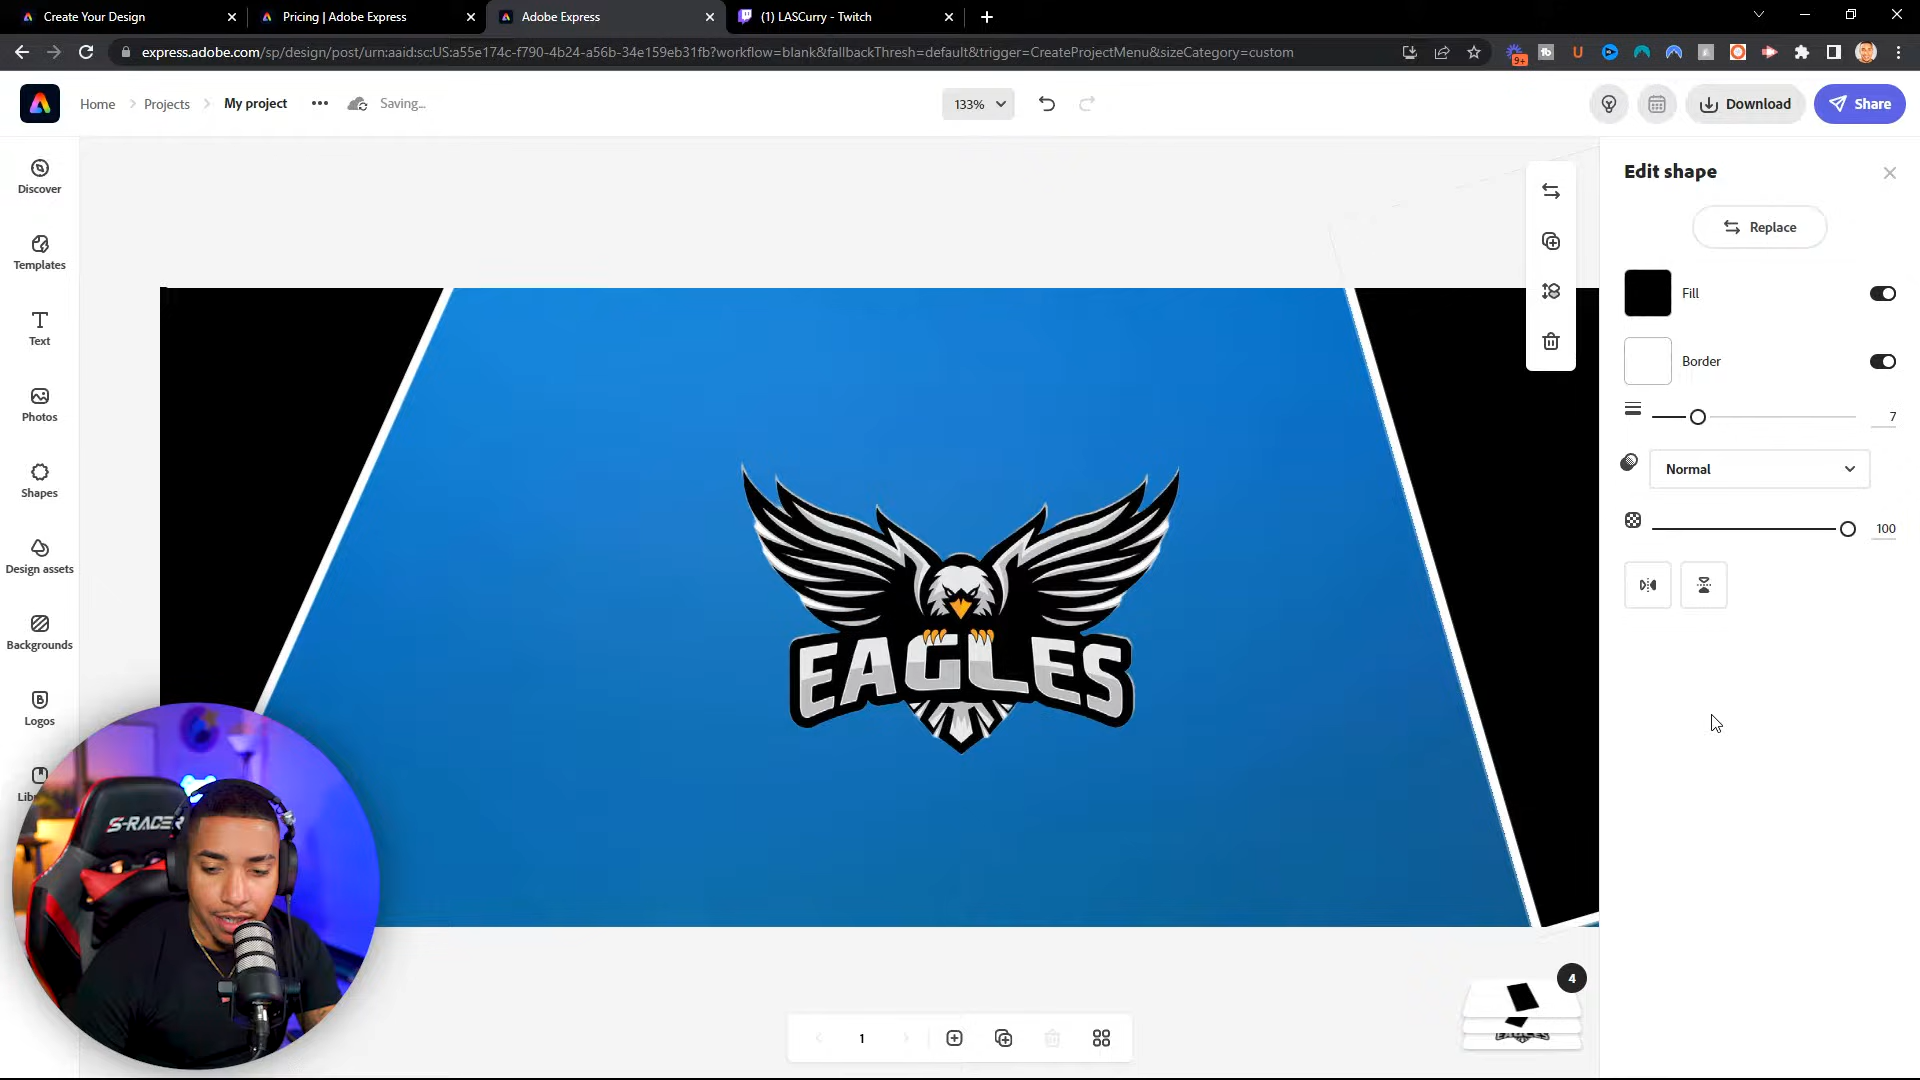 Create Your Design
Pricing | Adobe Express
Adobe Express
(1) LASCurry - Twitch
express.adobe.com/sp/design/post/urn:aaid:sc:US:a55e174c-f790-4b24-a56b-34e159eb31fb?workflow=blank&fallbackThresh=default&trigger=CreateProjectMenu&sizeCategory=custom
9+
Home
Projects
My project
Saving...
133%
Download
Share
Discover
Templates
Text
Photos
Shapes
Design assets
Backgrounds
Logos
Edit shape
Replace
Fill
Border
7
Normal
100
EAGLES
S-RACER
4
EAGLES
1